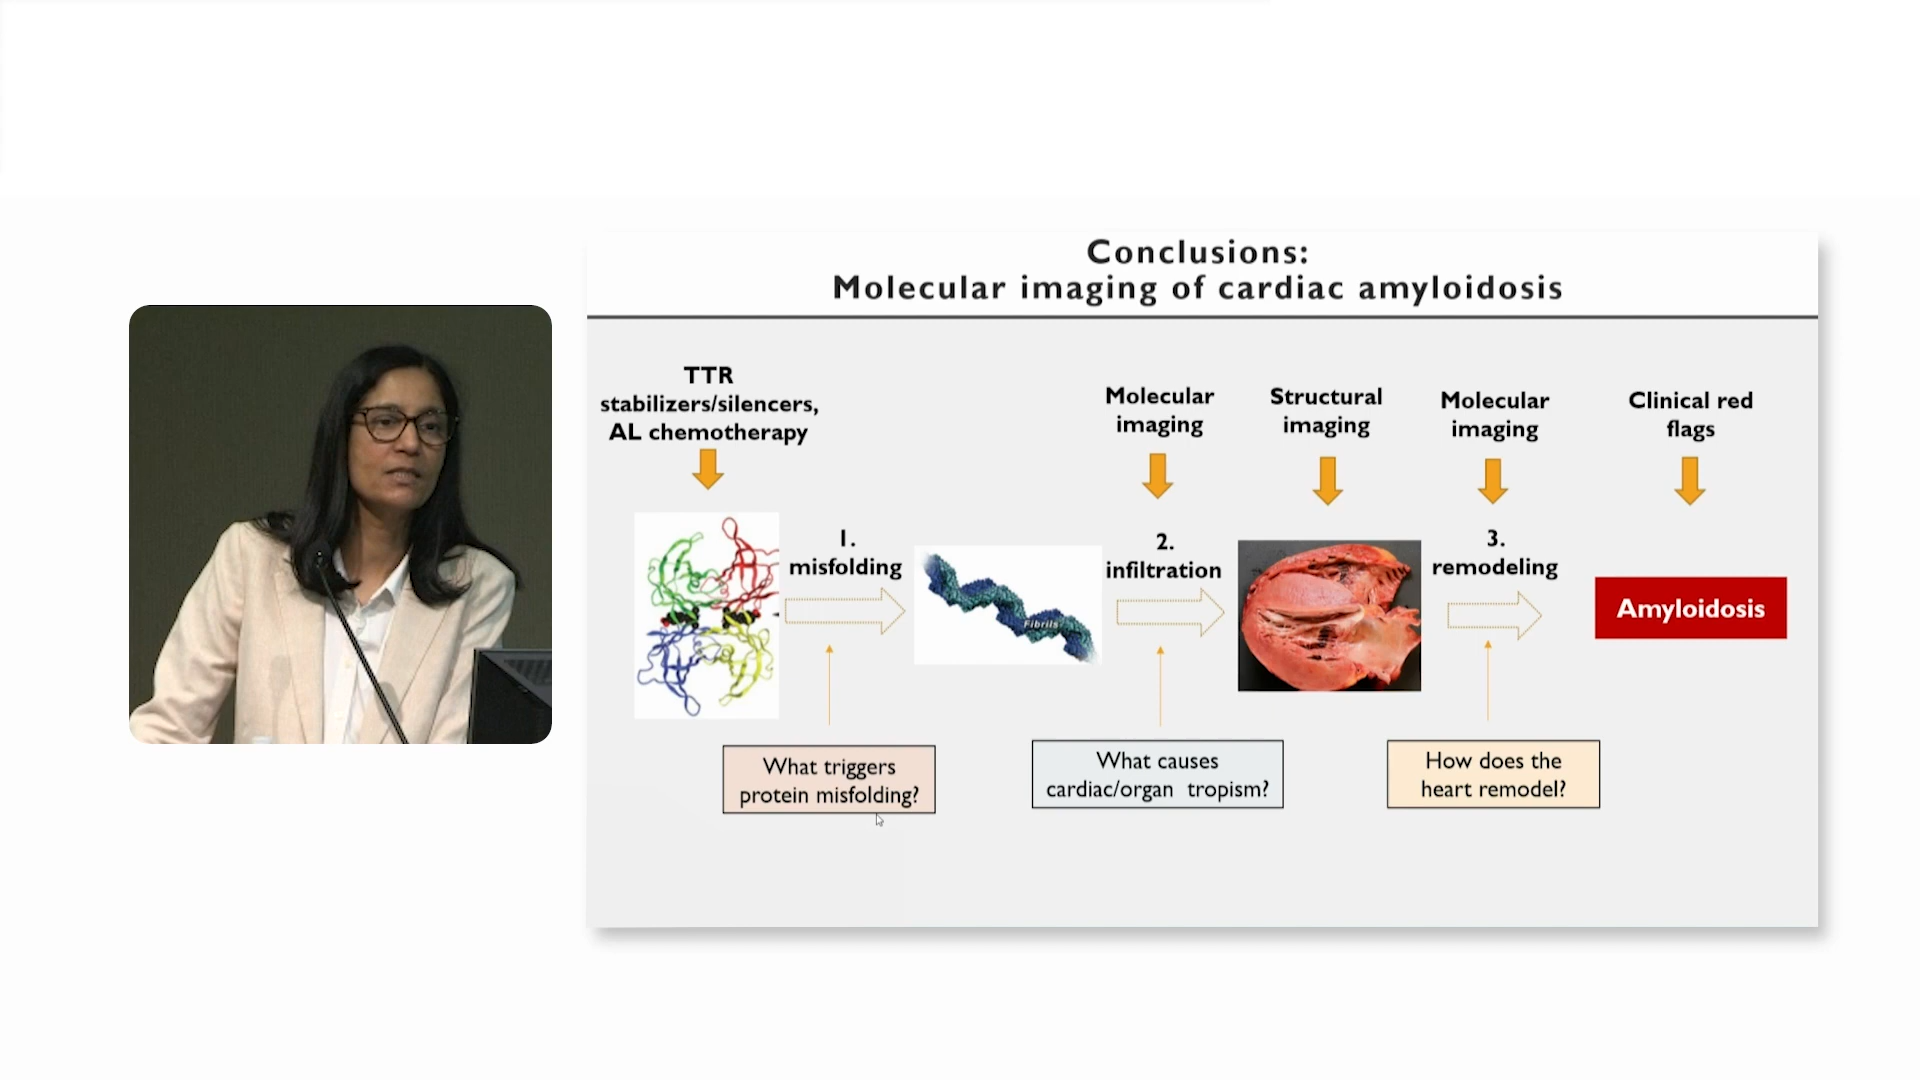 Conclusions:
Molecular imaging of cardiac amyloidosis
TTR
stabilizers/silencers,
AL chemotherapy
Molecular
imaging
Structural
imaging
Molecular
imaging
Clinical red
flags
1.
misfolding
Fibrils
2.
infiltration
3.
remodeling
Amyloidosis
What triggers
protein misfolding?
What causes
cardiac/organ tropism?
How does the
heart remodel?